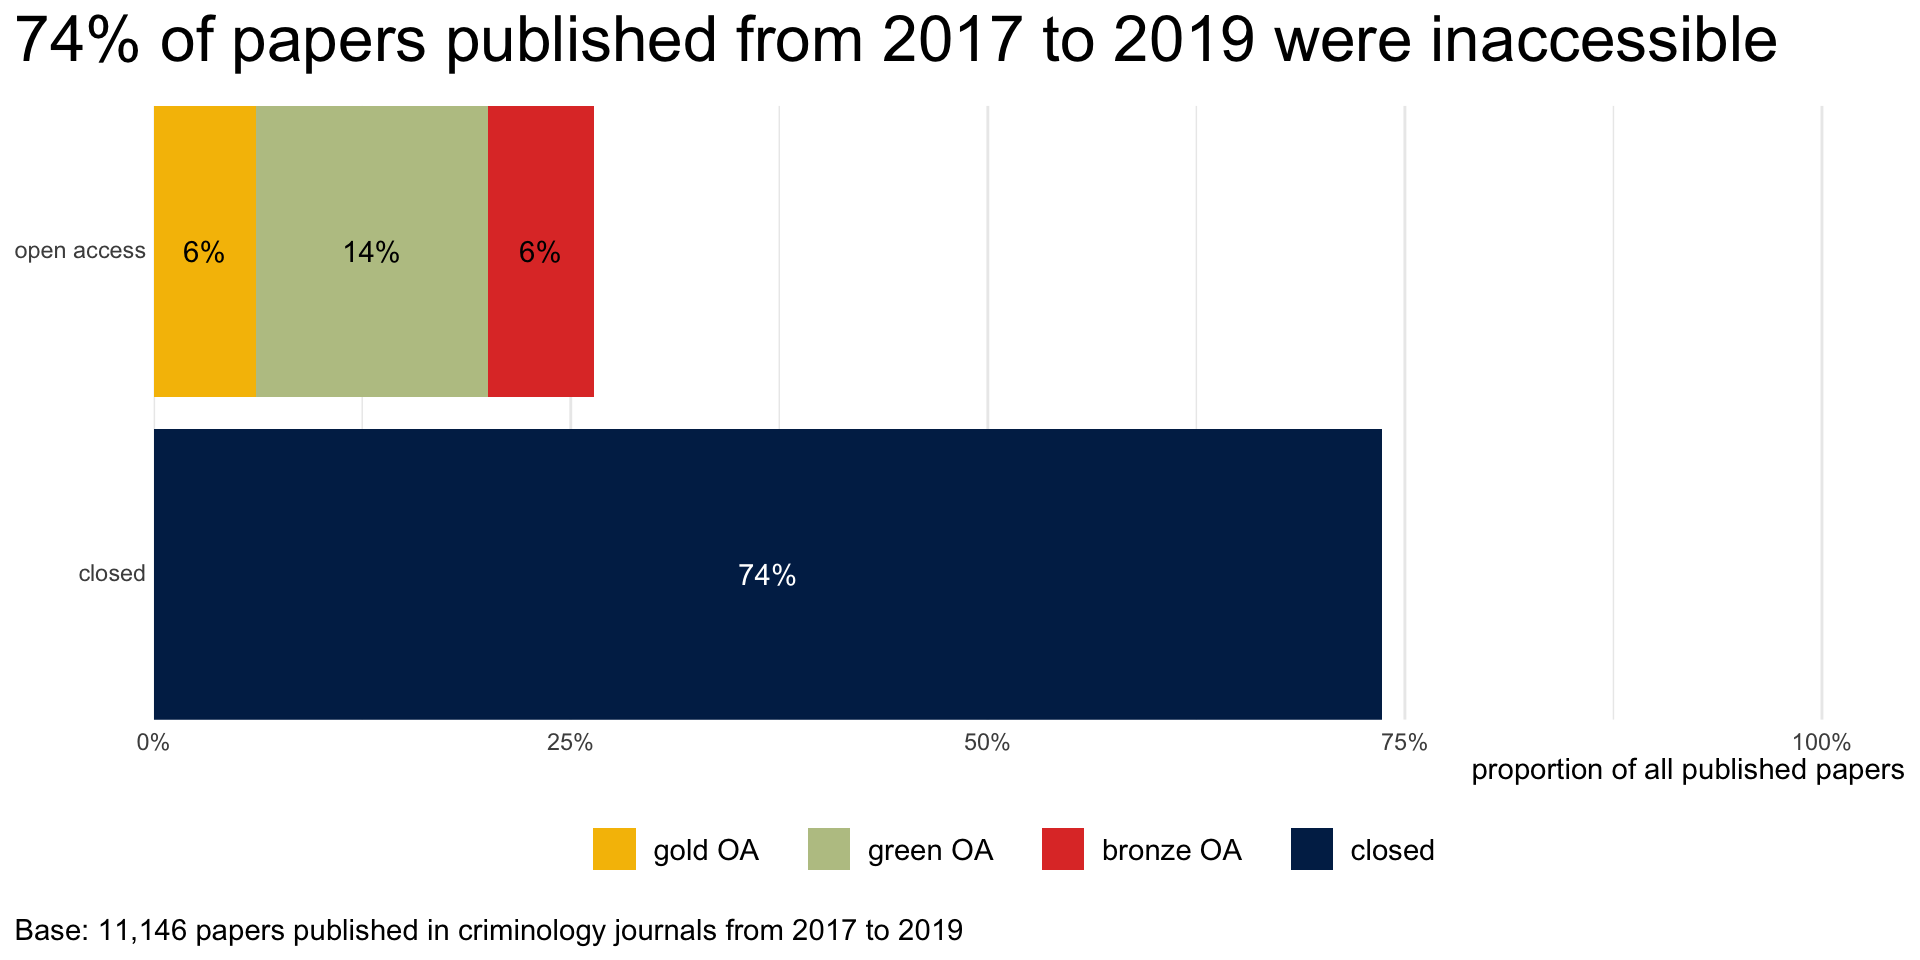 74% of papers published from 2017 to 2019 were inaccessible
open access
6%
14%
6%
closed
74%
0%
25%
50%
75%
100%
proportion of all published papers
gold OA
green OA
bronze OA
closed
Base: 11,146 papers published in criminology journals from 2017 to 2019